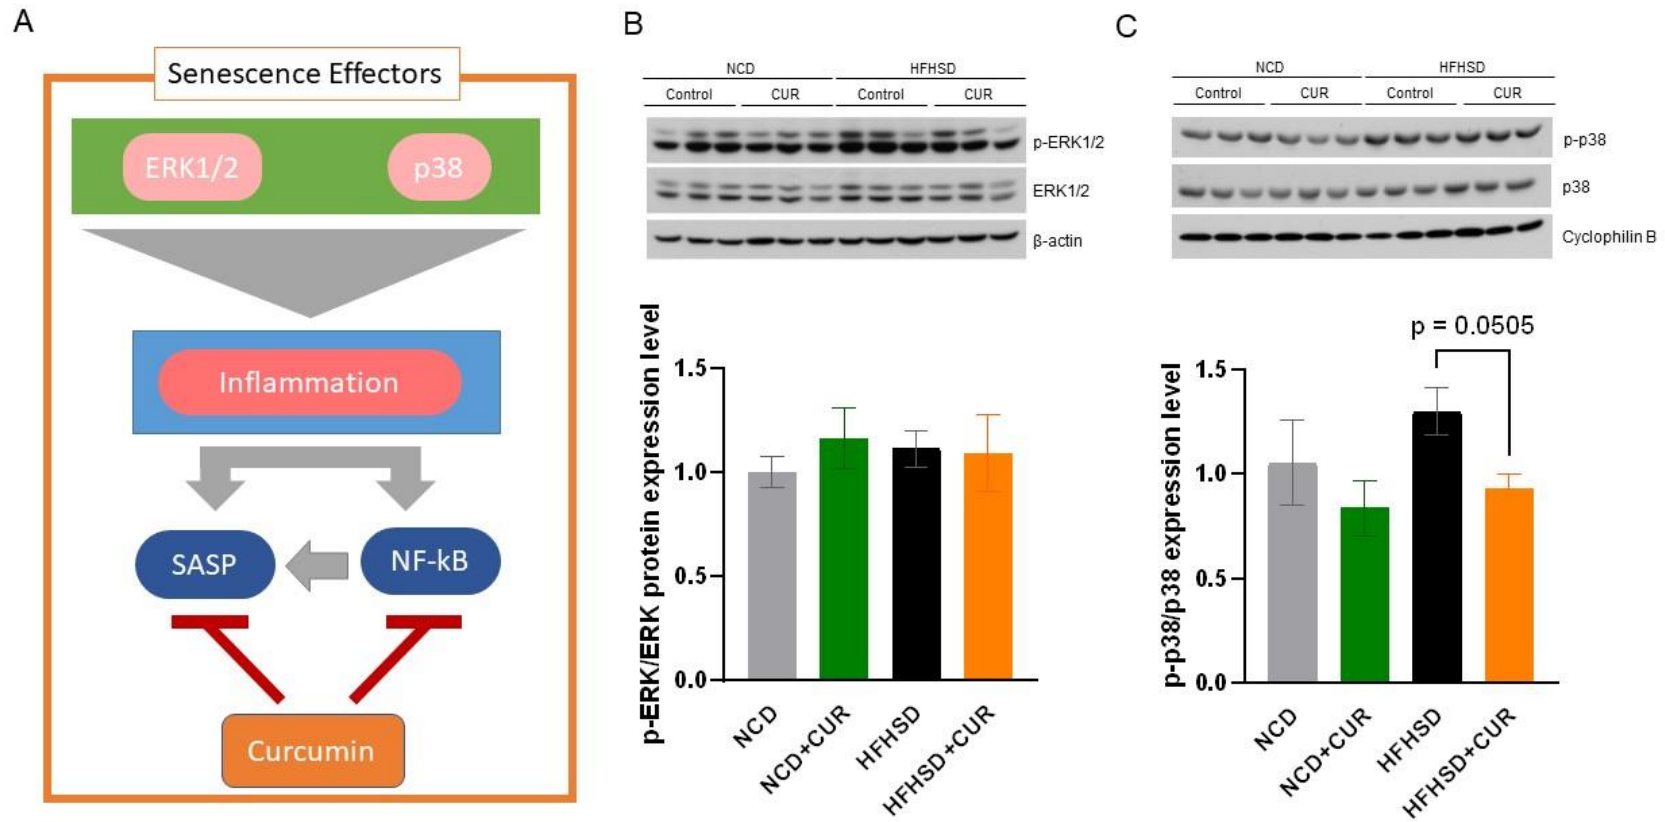 A
Senescence Effectors
ERK1/2
p38
Inflammation
SASP
NF-kB
Curcumin
B
NCD
HFHSD
Control
CUR
Control
CUR
p-ERK1/2
ERK1/2
β-actin
p-ERK/ERK protein expression level
1.5
1.0
0.5
0.0
NCD
NCD+CUR
HFHSD
HFHSD+CUR
C
NCD
HFHSD
Control
CUR
Control
CUR
p-p38
p38
Cyclophilin B
p = 0.0505
p-p38/p38 expression level
1.5
1.0
0.5
0.0
NCD
NCD+CUR
HFHSD
HFHSD+CUR